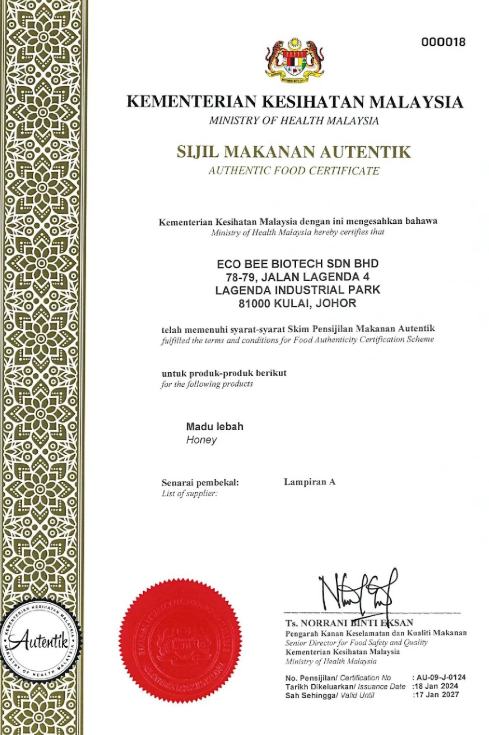 000018
KEMENTERIAN KESIHATAN MALAYSIA
MINISTRY OF HEALTH MALAYSIA
SIJIL MAKANAN AUTENTIK
AUTHENTIC FOOD CERTIFICATE
Kementerian Kesihatan Malaysia dengan ini mengesahkan bahawa
Ministry of Health Malaysia hereby certifies that
ECO BEE BIOTECH SDN BHD
78-79, JALAN LAGENDA 4
LAGENDA INDUSTRIAL PARK
81000 KULAI, JOHOR
telah memenuhi syarat-syarat Skim Pensijilan Makanan Autentik
fulfilled the terms and conditions for Food Authenticity Certification Scheme
untuk produk-produk berikut
for the following products
Madu lebah
Honey
Senarai pembekal: Lampiran A
List of supplier:
Ts. NORRANI BINTI EKSAN
Pengarah Kanan Keselamatan dan Kualiti Makanan
Senior Director for Food Safety and Quality
Kementerian Kesihatan Malaysia
Ministry of Health Malaysia
No. Pensijilan/ Certification No : AU-09-J-0124
Tarikh Dikeluarkan/ Issuance Date :18 Jan 2024
Sah Sehingga/ Valid Until :17 Jan 2027
KEMENTERIAN KESIHATAN MALAYSIA
Autentik
MINISTRY OF HEALTH MALAYSIA